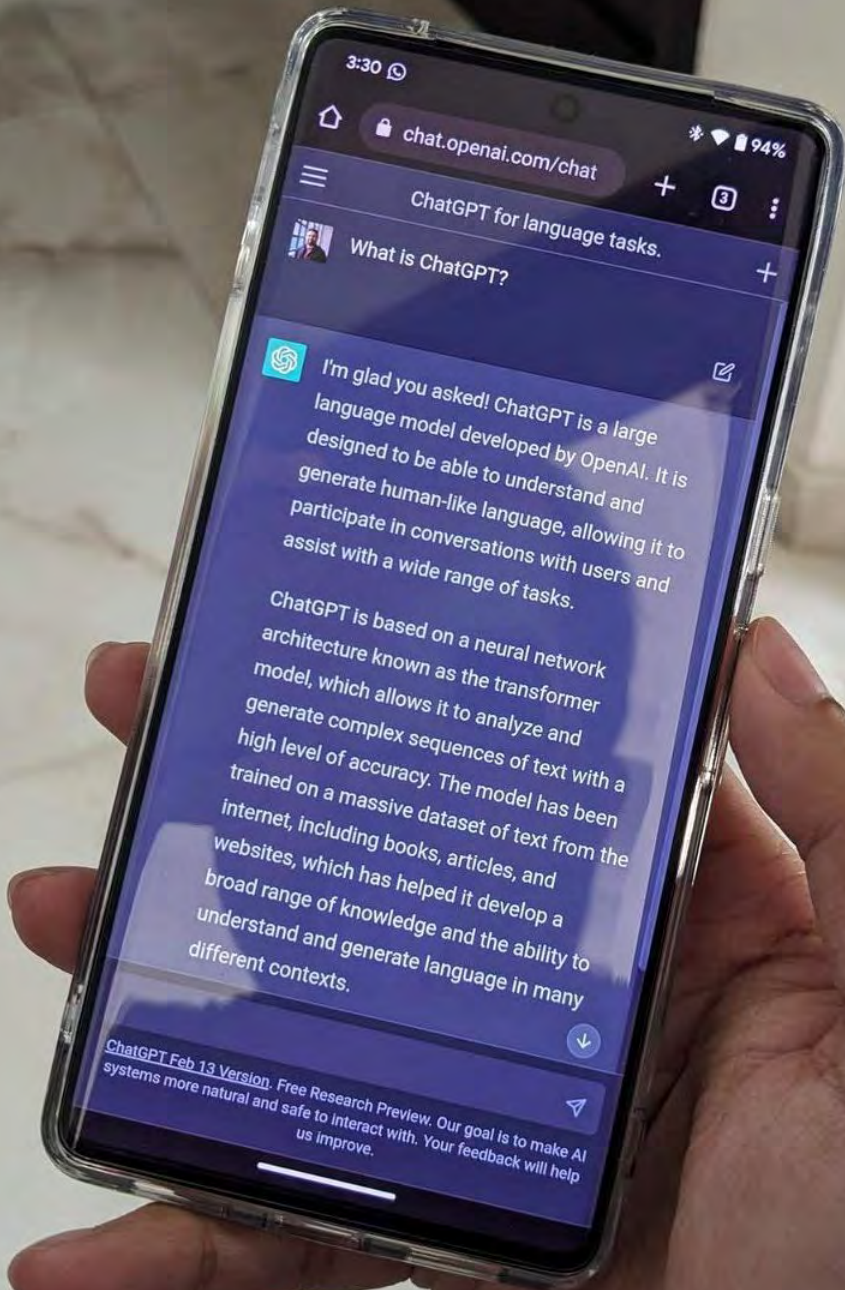 3:30
94%
chat.openai.com/chat
3
ChatGPT for language tasks.
What is ChatGPT?
I'm glad you asked! ChatGPT is a large
language model developed by OpenAI. It is
designed to be able to understand and
generate human-like language, allowing it to
participate in conversations with users and
assist with a wide range of tasks.
ChatGPT is based on a neural network
architecture known as the transformer
model, which allows it to analyze and
generate complex sequences of text with a
high level of accuracy. The model has been
trained on a massive dataset of text from the
internet, including books, articles, and
websites, which has helped it develop a
broad range of knowledge and the ability to
understand and generate language in many
different contexts.
ChatGPT Feb 13 Version. Free Research Preview. Our goal is to make AI
systems more natural and safe to interact with. Your feedback will help
us improve.